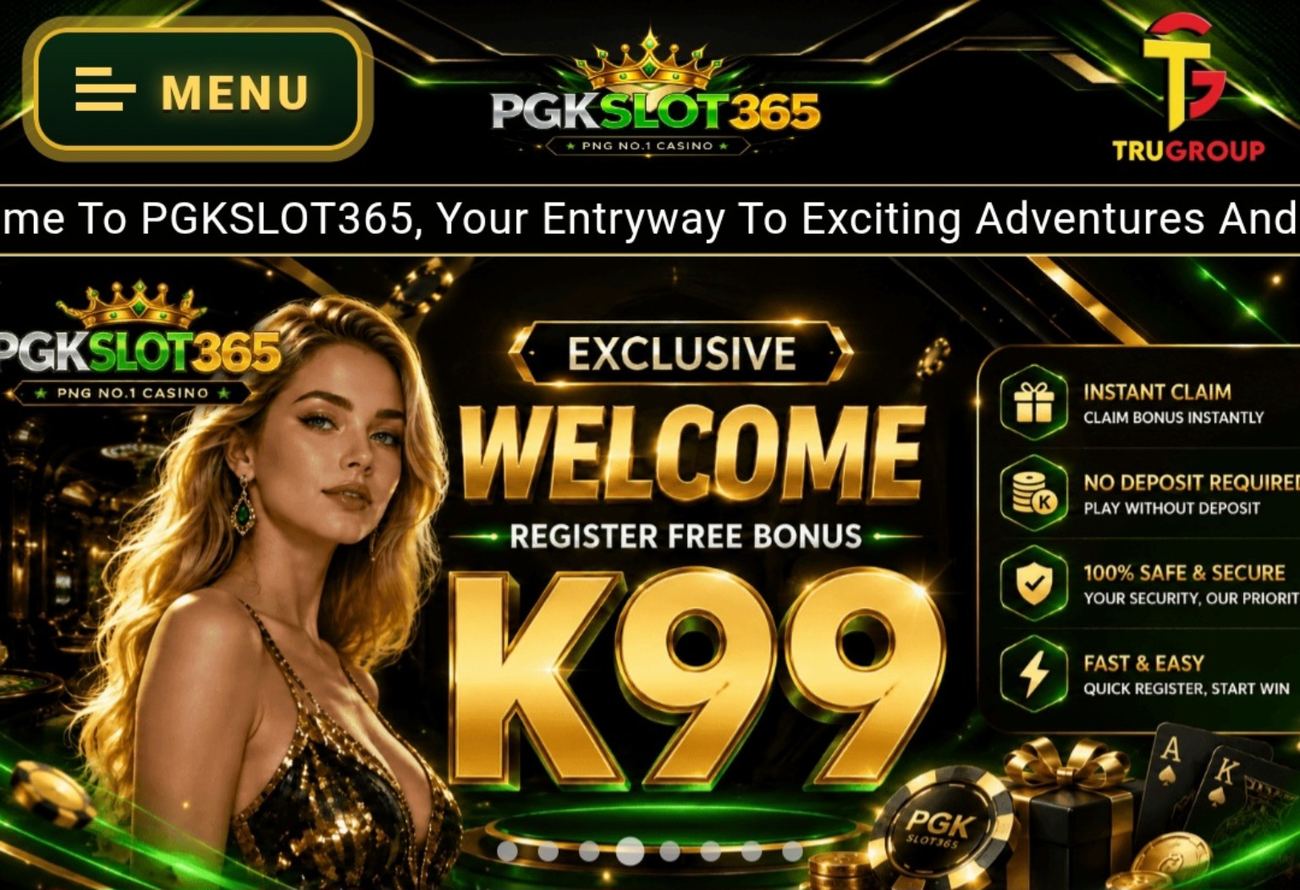 MENU
PGKSLOT365
PNG NO.1 CASINO
TRUGROUP
me To PGKSLOT365, Your Entryway To Exciting Adventures And
PGKSLOT365
PNG NO.1 CASINO
EXCLUSIVE
WELCOME
REGISTER FREE BONUS
K99
INSTANT CLAIM
CLAIM BONUS INSTANTLY
NO DEPOSIT REQUIRED
PLAY WITHOUT DEPOSIT
100% SAFE & SECURE
YOUR SECURITY, OUR PRIORIT
FAST & EASY
QUICK REGISTER, START WIN
K
A
K
PGK
SLOT365